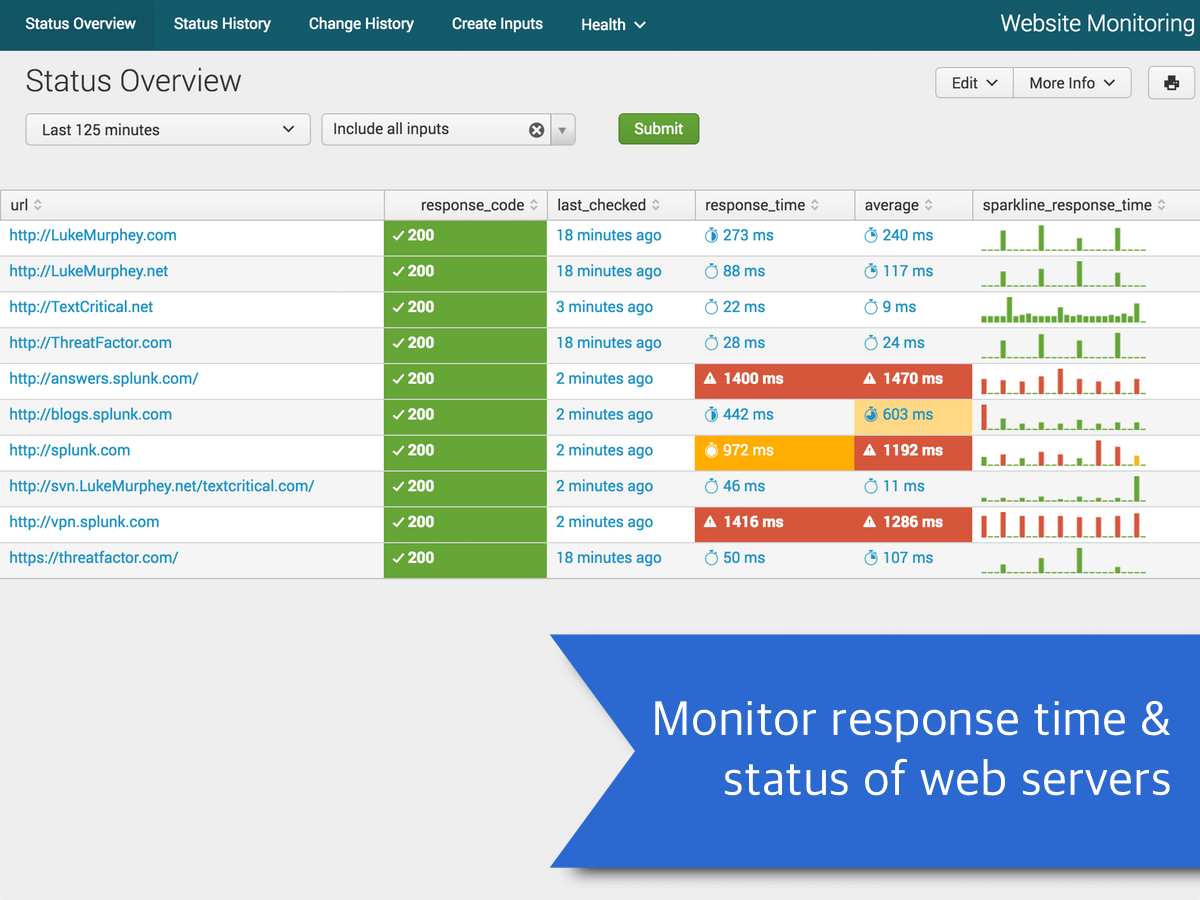 Status Overview Status History Change History Create Inputs Health Website Monitoring
Status Overview
Edit More Info
Last 125 minutes Include all inputs Submit
url response_code last_checked response_time average sparkline_response_time
http://LukeMurphey.com 200 18 minutes ago 273 ms 240 ms
http://LukeMurphey.net 200 18 minutes ago 88 ms 117 ms
http://TextCritical.net 200 3 minutes ago 22 ms 9 ms
http://ThreatFactor.com 200 18 minutes ago 28 ms 24 ms
http://answers.splunk.com/ 200 2 minutes ago 1400 ms 1470 ms
http://blogs.splunk.com 200 2 minutes ago 442 ms 603 ms
http://splunk.com 200 2 minutes ago 972 ms 1192 ms
http://svn.LukeMurphey.net/textcritical.com/ 200 2 minutes ago 46 ms 11 ms
http://vpn.splunk.com 200 2 minutes ago 1416 ms 1286 ms
https://threatfactor.com/ 200 18 minutes ago 50 ms 107 ms
Monitor response time &
status of web servers